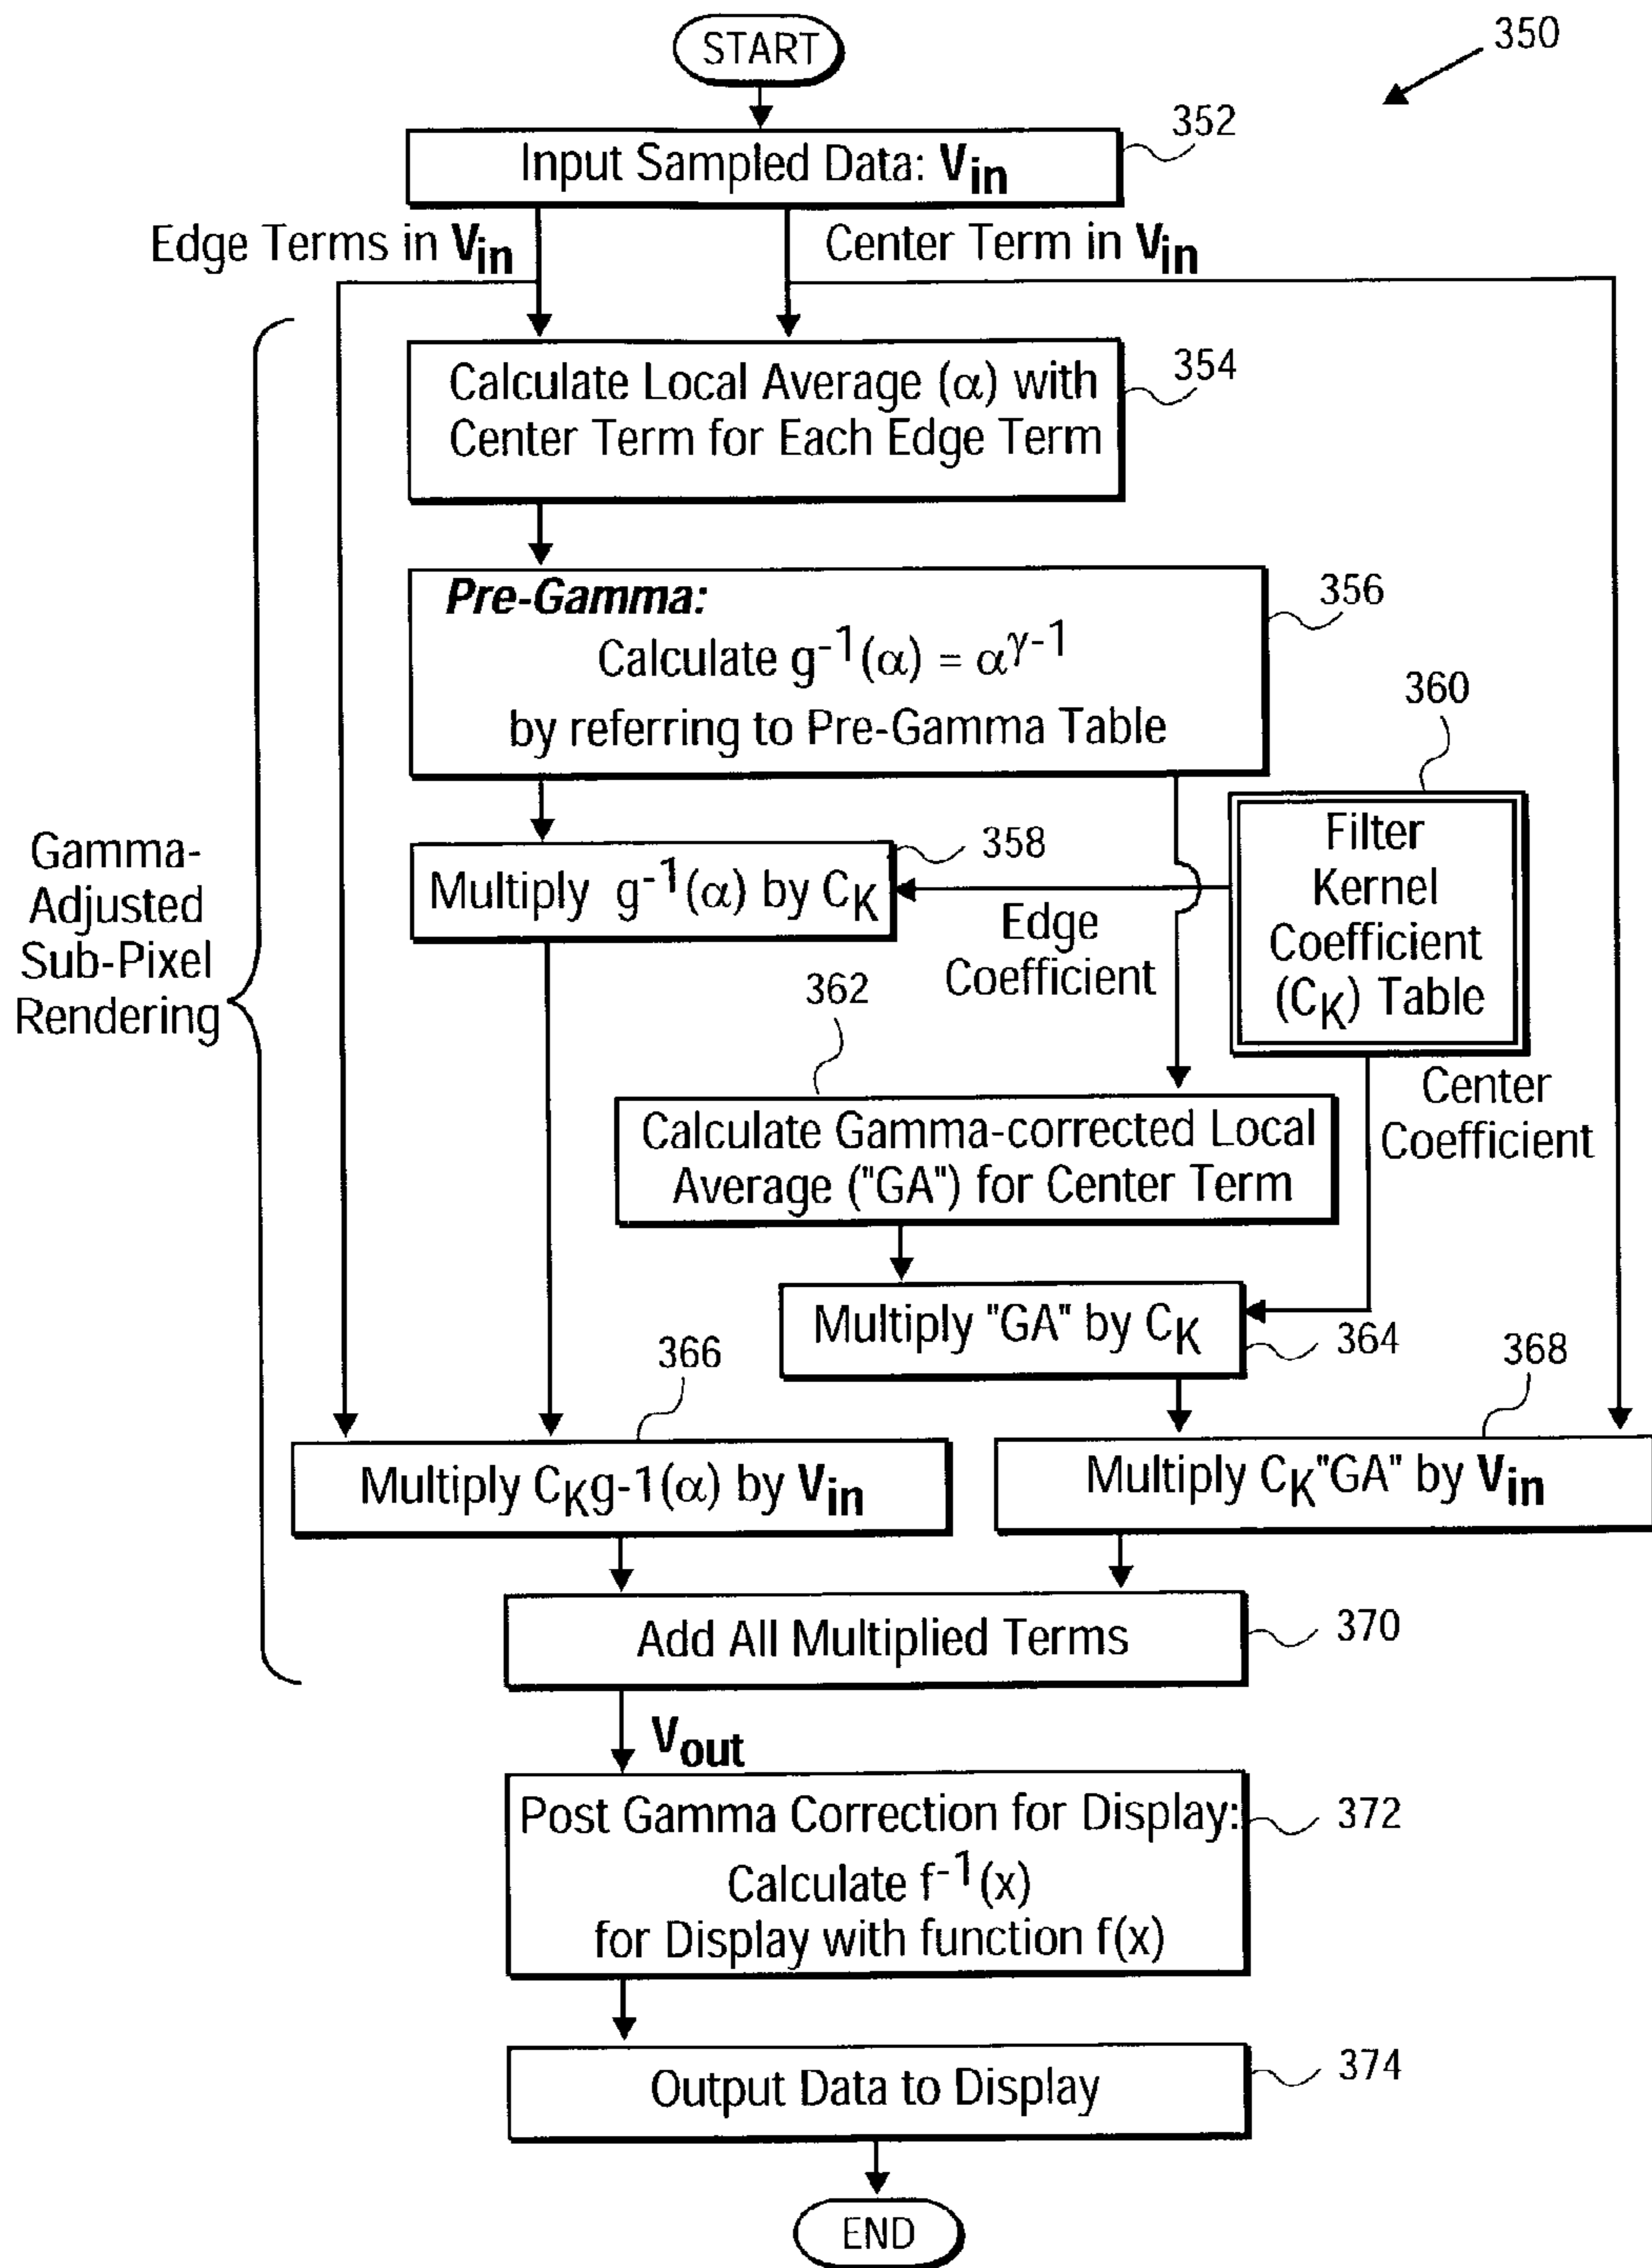 START
350
352
Input Sampled Data: Vin
Edge Terms in Vin
Center Term in Vin
354
Calculate Local Average (α) with
Center Term for Each Edge Term
356
Pre-Gamma:
Calculate g-1(α) = αγ-1
by referring to Pre-Gamma Table
360
Filter
Kernel
Coefficient
(CK) Table
358
Multiply g-1(α) by CK
Edge
Coefficient
Gamma-
Adjusted
Sub-Pixel
Rendering
362
Center
Coefficient
Calculate Gamma-corrected Local
Average ("GA") for Center Term
Multiply "GA" by CK
364
366
368
Multiply CKg-1(α) by Vin
Multiply CK"GA" by Vin
Add All Multiplied Terms
370
Vout
Post Gamma Correction for Display:
Calculate f-1(x)
for Display with function f(x)
372
Output Data to Display
374
END